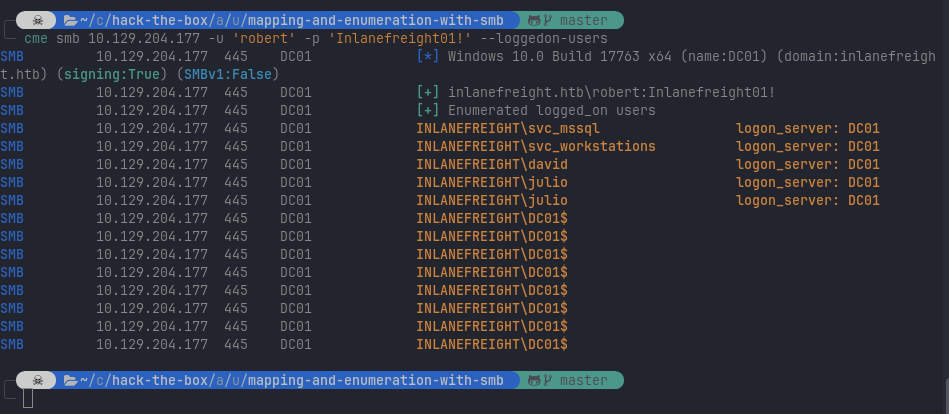 ~/c/hack-the-box/a/u/mapping-and-enumeration-with-smb master
cme smb 10.129.204.177 -u 'robert' -p 'Inlanefreight01!' --loggedon-users
SMB 10.129.204.177 445 DC01 [*] Windows 10.0 Build 17763 x64 (name:DC01) (domain:inlanefreigh
t.htb) (signing:True) (SMBv1:False)
SMB 10.129.204.177 445 DC01 [+] inlanefreight.htb\robert:Inlanefreight01!
SMB 10.129.204.177 445 DC01 [+] Enumerated logged_on users
SMB 10.129.204.177 445 DC01 INLANEFREIGHT\svc_mssql logon_server: DC01
SMB 10.129.204.177 445 DC01 INLANEFREIGHT\svc_workstations logon_server: DC01
SMB 10.129.204.177 445 DC01 INLANEFREIGHT\david logon_server: DC01
SMB 10.129.204.177 445 DC01 INLANEFREIGHT\julio logon_server: DC01
SMB 10.129.204.177 445 DC01 INLANEFREIGHT\julio logon_server: DC01
SMB 10.129.204.177 445 DC01 INLANEFREIGHT\DC01$
SMB 10.129.204.177 445 DC01 INLANEFREIGHT\DC01$
SMB 10.129.204.177 445 DC01 INLANEFREIGHT\DC01$
SMB 10.129.204.177 445 DC01 INLANEFREIGHT\DC01$
SMB 10.129.204.177 445 DC01 INLANEFREIGHT\DC01$
SMB 10.129.204.177 445 DC01 INLANEFREIGHT\DC01$
SMB 10.129.204.177 445 DC01 INLANEFREIGHT\DC01$
SMB 10.129.204.177 445 DC01 INLANEFREIGHT\DC01$
~/c/hack-the-box/a/u/mapping-and-enumeration-with-smb master